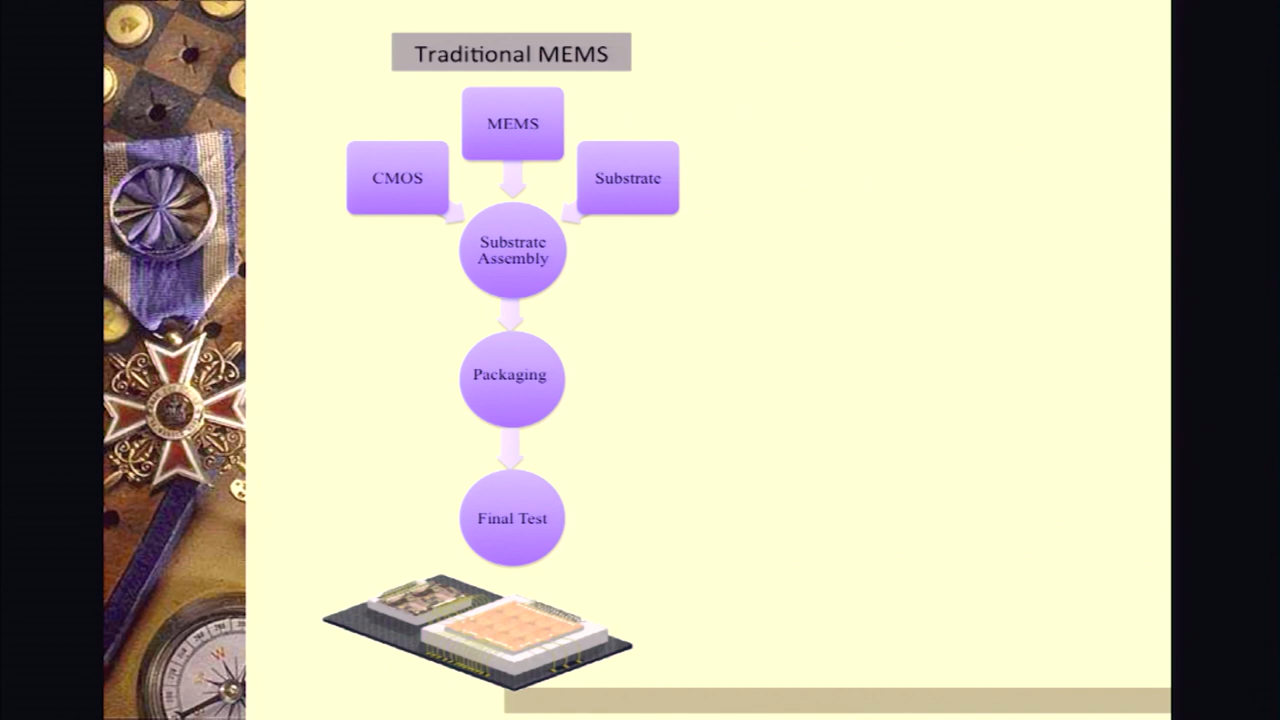 Traditional MEMS
MEMS
CMOS
Substrate
Substrate
Assembly
Packaging
Final Test
W